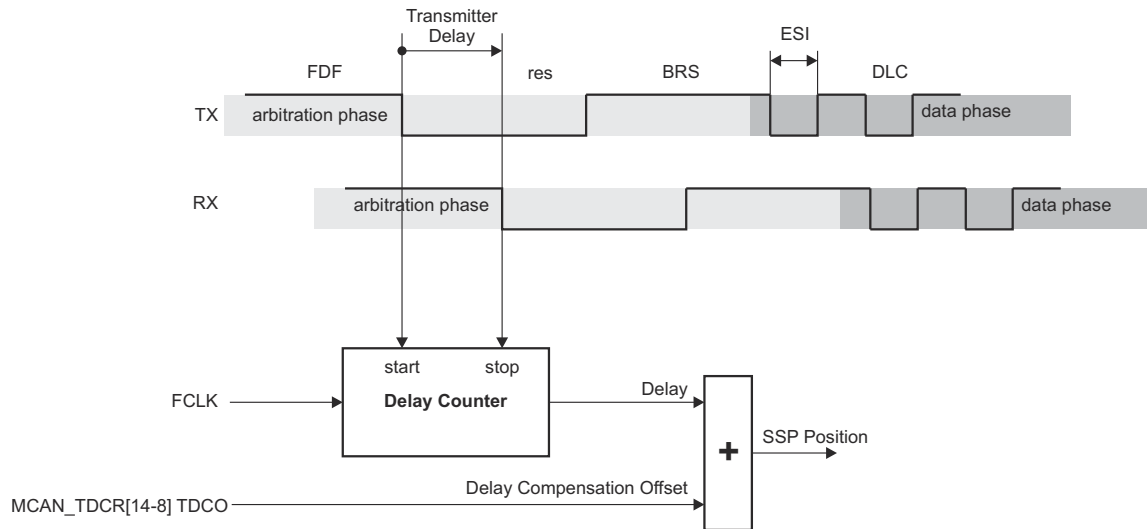 Transmitter
Delay
ESI
FDF
res
BRS
DLC
TX
arbitration phase
data phase
RX
arbitration phase
data phase
start
stop
FCLK
Delay Counter
Delay
+
SSP Position
Delay Compensation Offset
MCAN_TDCR[14-8] TDCO